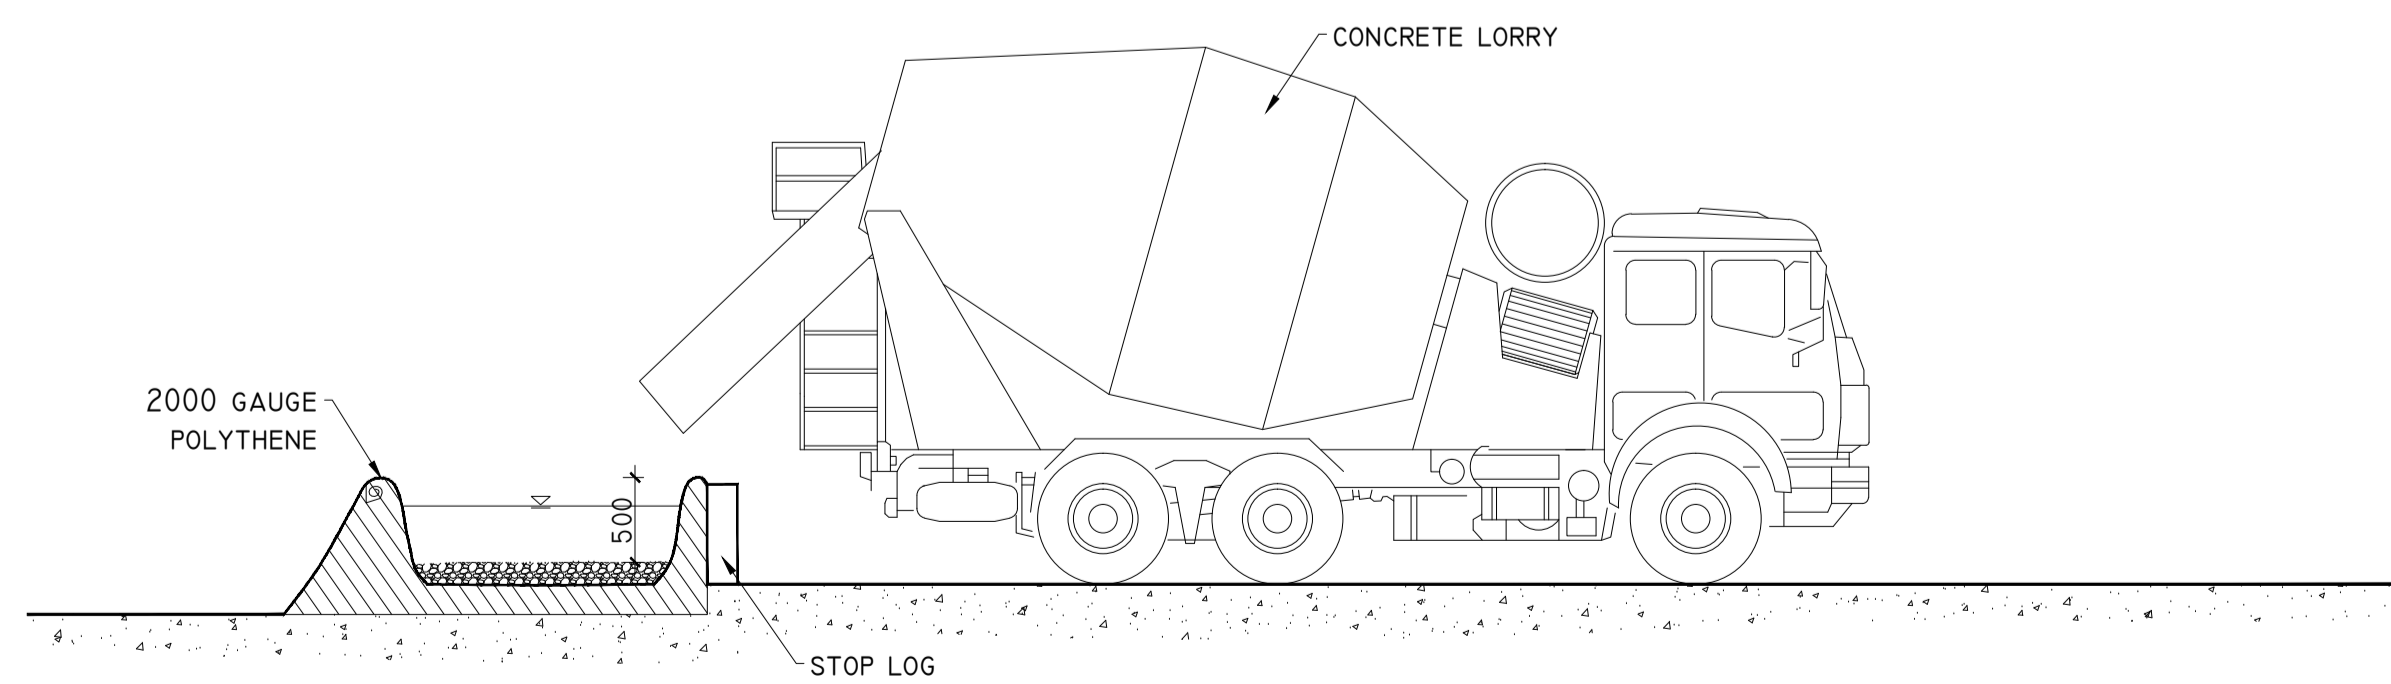 CONCRETE LORRY
2000 GAUGE
POLYTHENE
500
STOP LOG